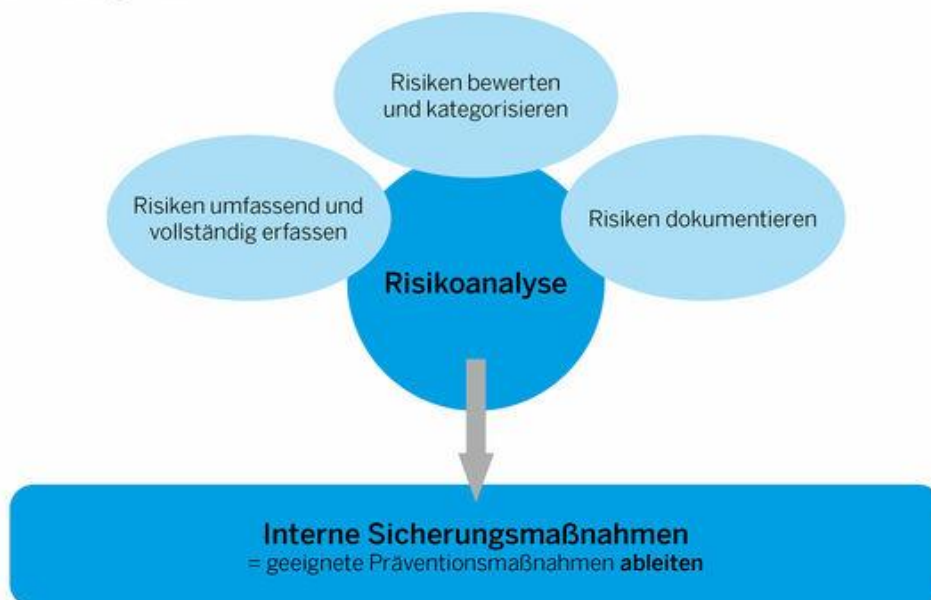 Risiken bewerten
und kategorisieren
Risiken umfassend und
vollständig erfassen
Risiken dokumentieren
Risikoanalyse
Interne Sicherungsmaßnahmen
= geeignete Präventionsmaßnahmen ableiten